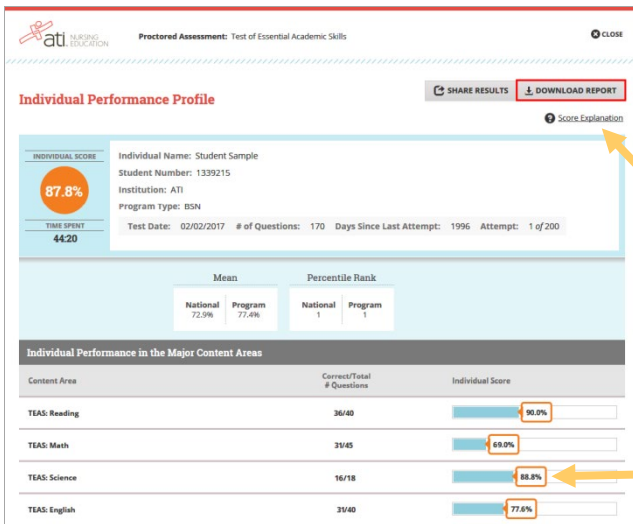 ati NURSING EDUCATION Proctored Assessment: Test of Essential Academic Skills CLOSE
SHARE RESULTS DOWNLOAD REPORT
Individual Performance Profile
Score Explanation
INDIVIDUAL SCORE
87.8%
TIME SPENT
44:20
Individual Name: Student Sample
Student Number: 1339215
Institution: ATI
Program Type: BSN
Test Date: 02/02/2017 # of Questions: 170 Days Since Last Attempt: 1996 Attempt: 1 of 200
Mean Percentile Rank
National Program National Program
72.9% 77.4% 1 1
Individual Performance in the Major Content Areas
Content Area Correct/Total # Questions Individual Score
TEAS: Reading 36/40 90.0%
TEAS: Math 31/45 69.0%
TEAS: Science 16/18 88.8%
TEAS: English 31/40 77.6%